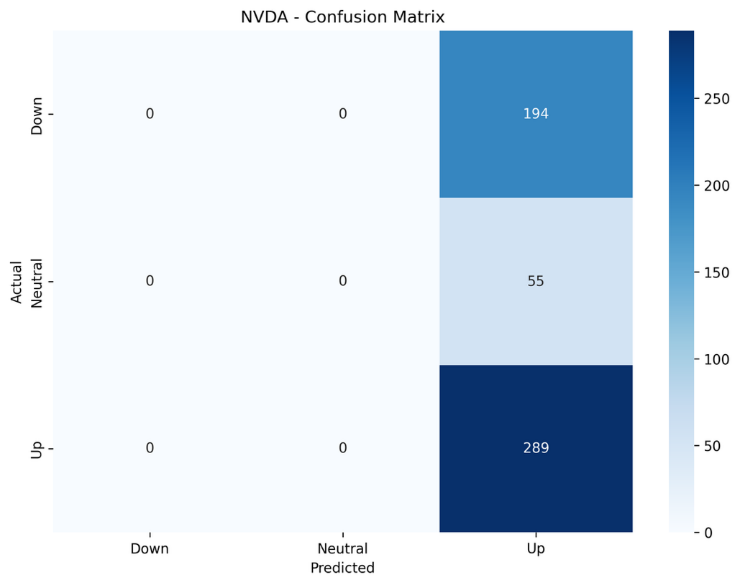 NVDA - Confusion Matrix
Actual
Down
0
0
194
Neutral
0
0
55
Up
0
0
289
Down
Neutral
Up
Predicted
250
200
150
100
50
0